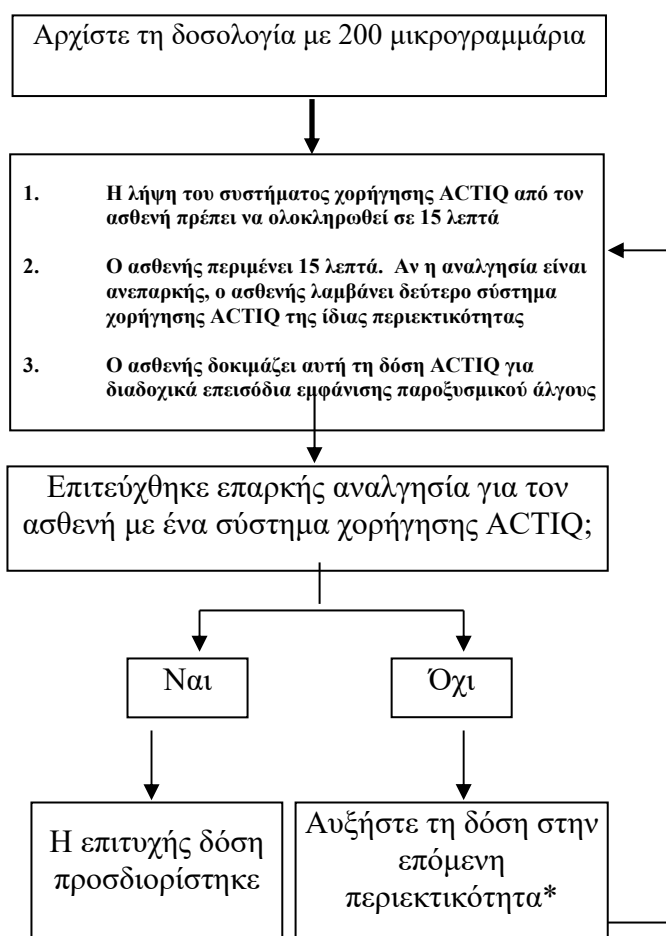 Αρχίστε τη δοσολογία με 200 μικρογραμμάρια
1. Η λήψη του συστήματος χορήγησης ACTIQ από τον
ασθενή πρέπει να ολοκληρωθεί σε 15 λεπτά
2. Ο ασθενής περιμένει 15 λεπτά. Αν η αναλγησία είναι
ανεπαρκής, ο ασθενής λαμβάνει δεύτερο σύστημα
χορήγησης ACTIQ της ίδιας περιεκτικότητας
3. Ο ασθενής δοκιμάζει αυτή τη δόση ACTIQ για
διαδοχικά επεισόδια εμφάνισης παροξυσμικού άλγους
Επιτεύχθηκε επαρκής αναλγησία για τον
ασθενή με ένα σύστημα χορήγησης ACTIQ;
Ναι
Όχι
Η επιτυχής δόση
προσδιορίστηκε
Αυξήστε τη δόση στην
επόμενη
περιεκτικότητα*